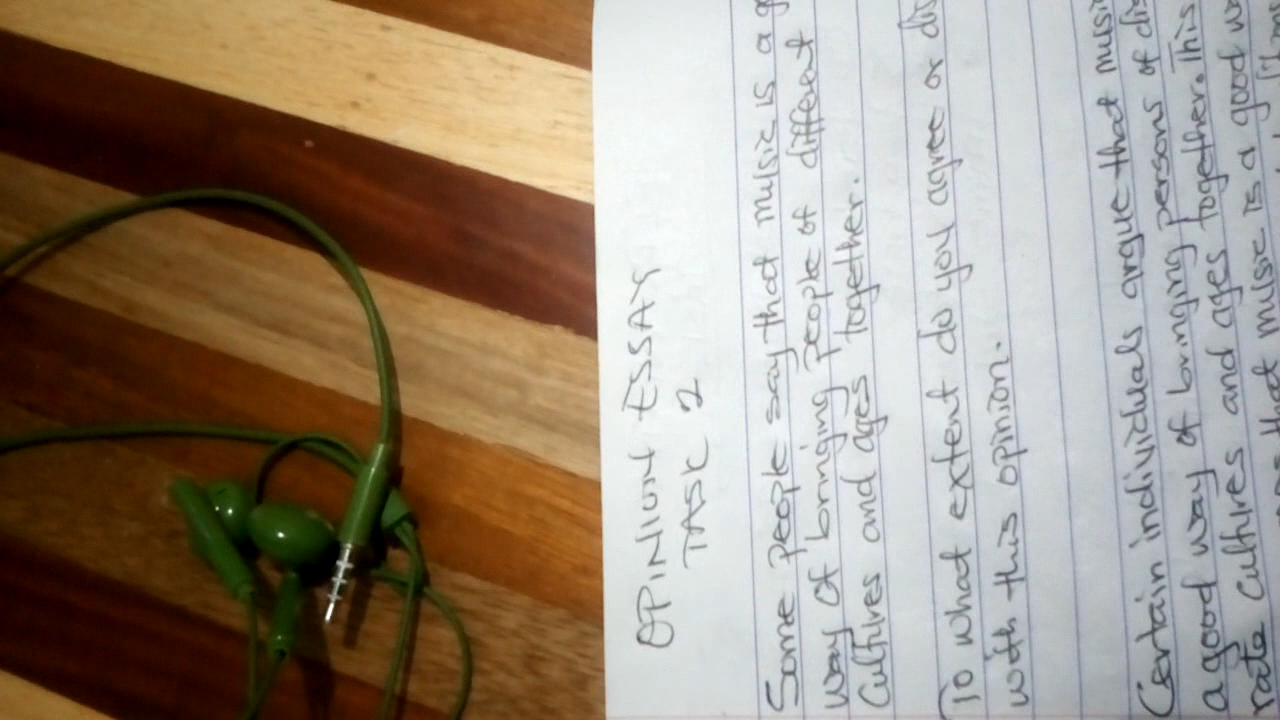 OPINION ESSAY
TASK 2
Some people say that music is a
way of bringing people of different
cultures and ages together.
To what extent do you agree or
with this opinion.
Certain individuals argue that
a good way of bringing persons of
rate cultures and ages together. This
that music is a good